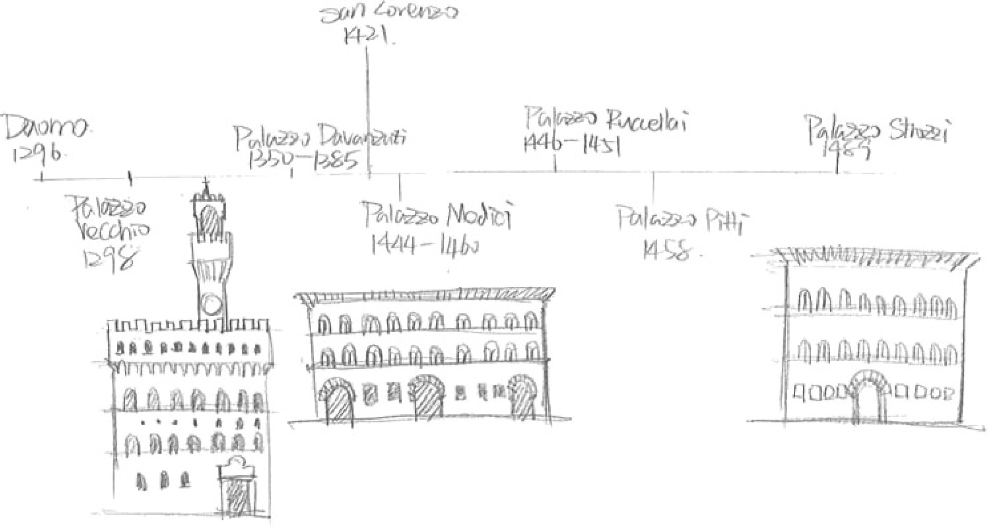 San Lorenzo
1421.
Duomo.
1296.
Palazzo Davanzati
1350-1385
Palazzo Rucellai
1446-1451
Palazzo Strozzi
1489
Palazzo
Vecchio
1298
Palazzo Medici
1444-1460
Palazzo Pitti
1458.